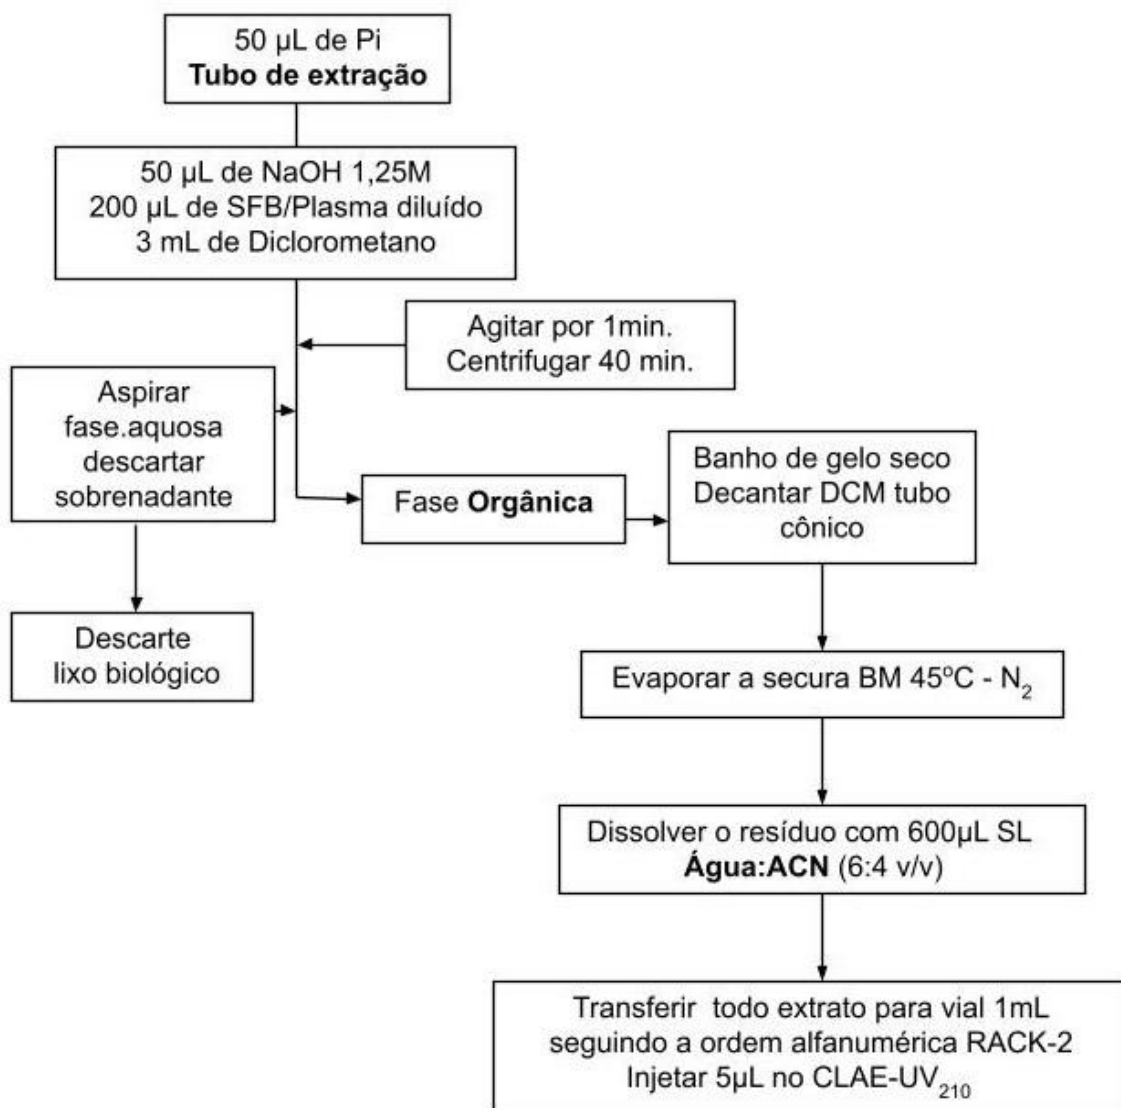 50 µL de Pi
Tubo de extração
50 µL de NaOH 1,25M
200 µL de SFB/Plasma diluído
3 mL de Diclorometano
Agitar por 1min.
Centrifugar 40 min.
Aspirar
fase.aquosa
descartar
sobrenadante
Fase Orgânica
Banho de gelo seco
Decantar DCM tubo
cônico
Descarte
lixo biológico
Evaporar a secura BM 45ºC - N₂
Dissolver o resíduo com 600µL SL
Água:ACN (6:4 v/v)
Transferir todo extrato para vial 1mL
seguindo a ordem alfanumérica RACK-2
Injetar 5µL no CLAE-UV₂₁₀